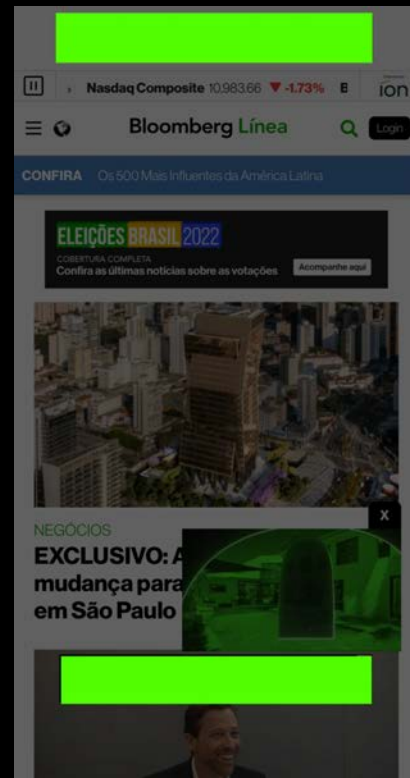 Nasdaq Composite 10,983.66 ▼ -1.73% B
ion
Bloomberg Línea
Login
CONFIRA Os 500 Mais Influentes da América Latina
ELEIÇÕES BRASIL 2022
COBERTURA COMPLETA
Confira as últimas notícias sobre as votações
Acompanhe aqui
X
NEGÓCIOS
EXCLUSIVO: A
mudança para
em São Paulo